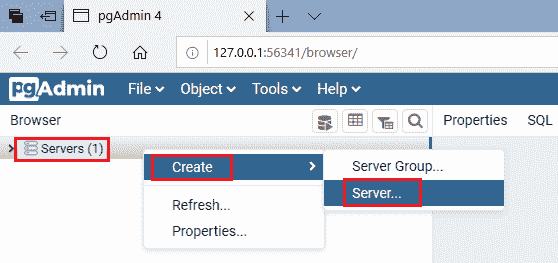 pgAdmin 4
127.0.0.1:56341/browser/
pgAdmin File Object Tools Help
Browser Properties SQL
Servers (1)
Create Server Group...
Server...
Refresh...
Properties...